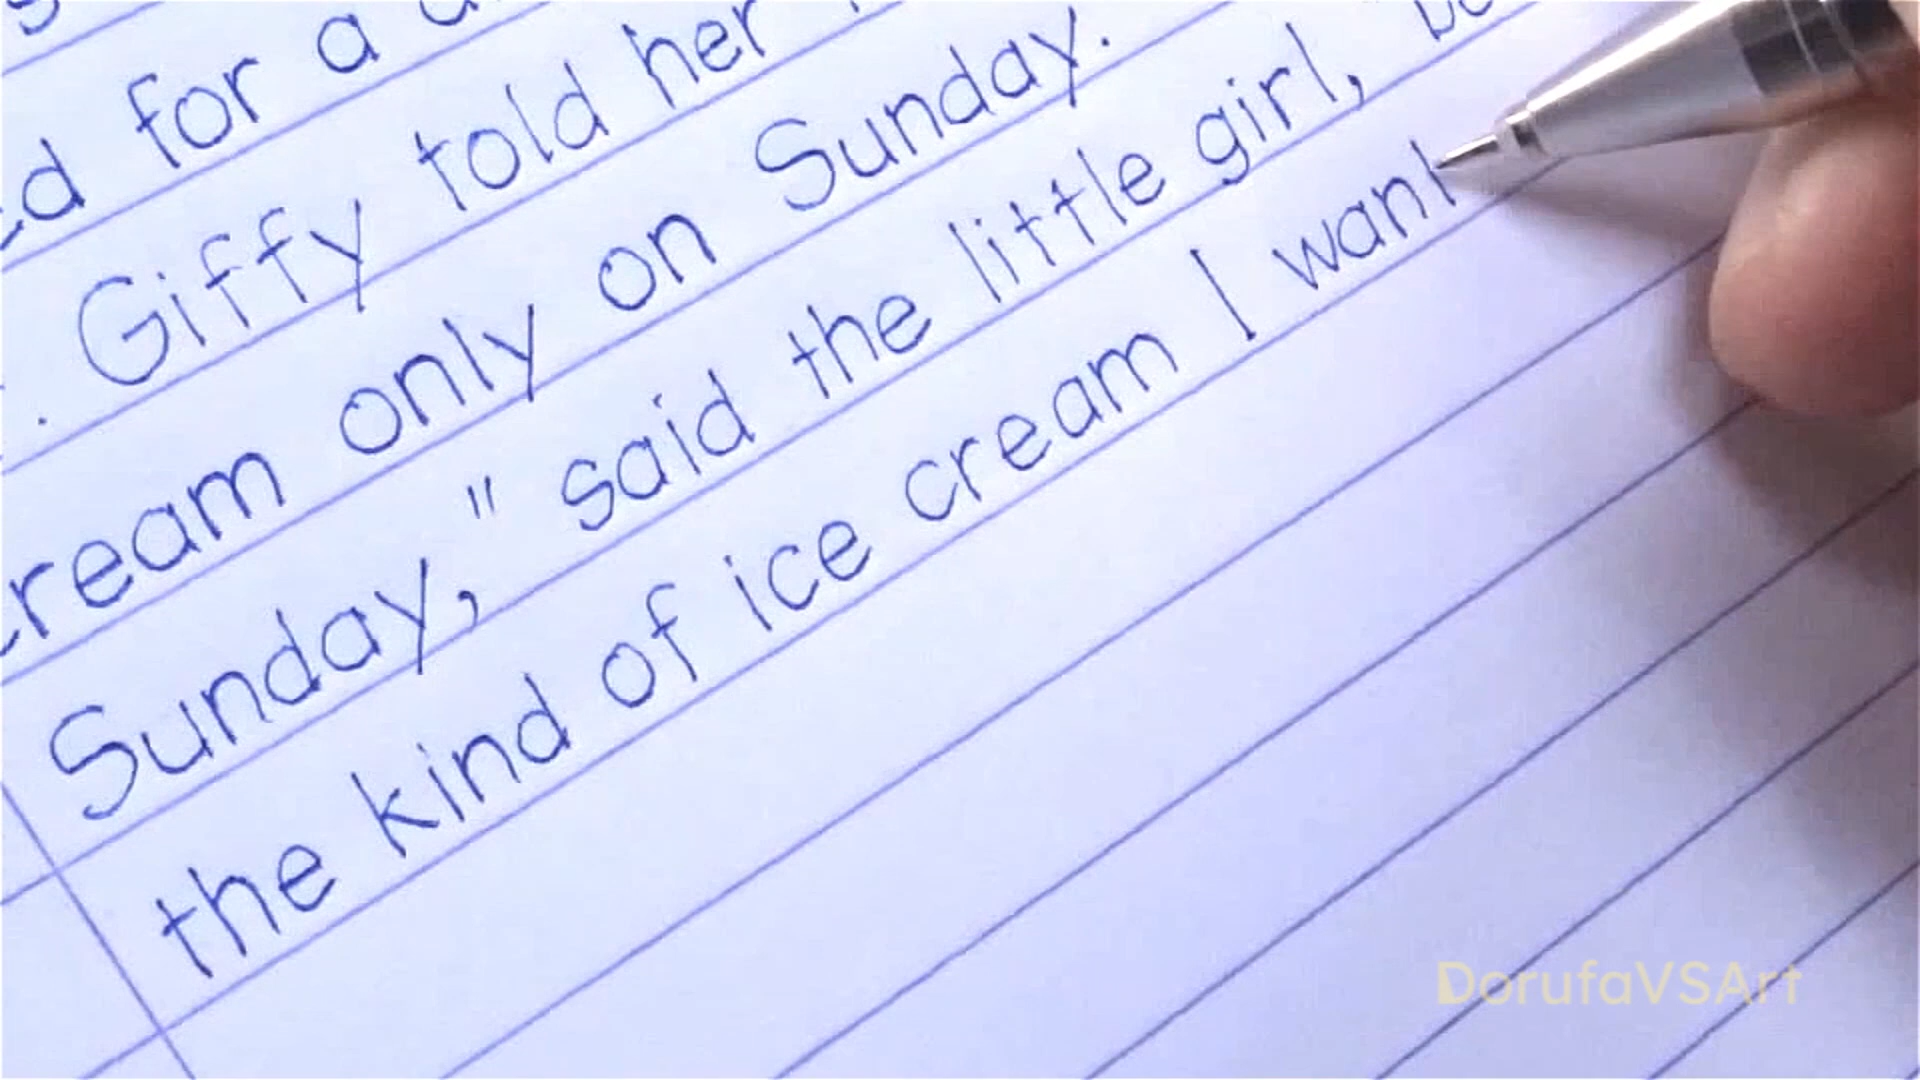 for a
. Giffy told her
cream only on Sunday.
Sunday," said the little girl,
the kind of ice cream I want
DorufaVSArt